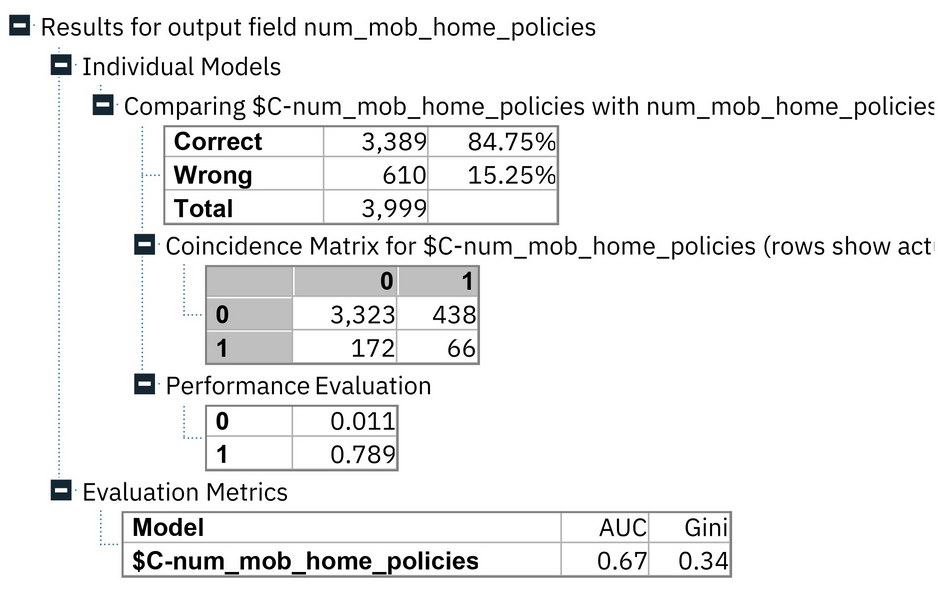 Results for output field num_mob_home_policies
Individual Models
Comparing $C-num_mob_home_policies with num_mob_home_policies
Correct 3,389 84.75%
Wrong 610 15.25%
Total 3,999
Coincidence Matrix for $C-num_mob_home_policies (rows show actu
0 1
0 3,323 438
1 172 66
Performance Evaluation
0 0.011
1 0.789
Evaluation Metrics
Model AUC Gini
$C-num_mob_home_policies 0.67 0.34